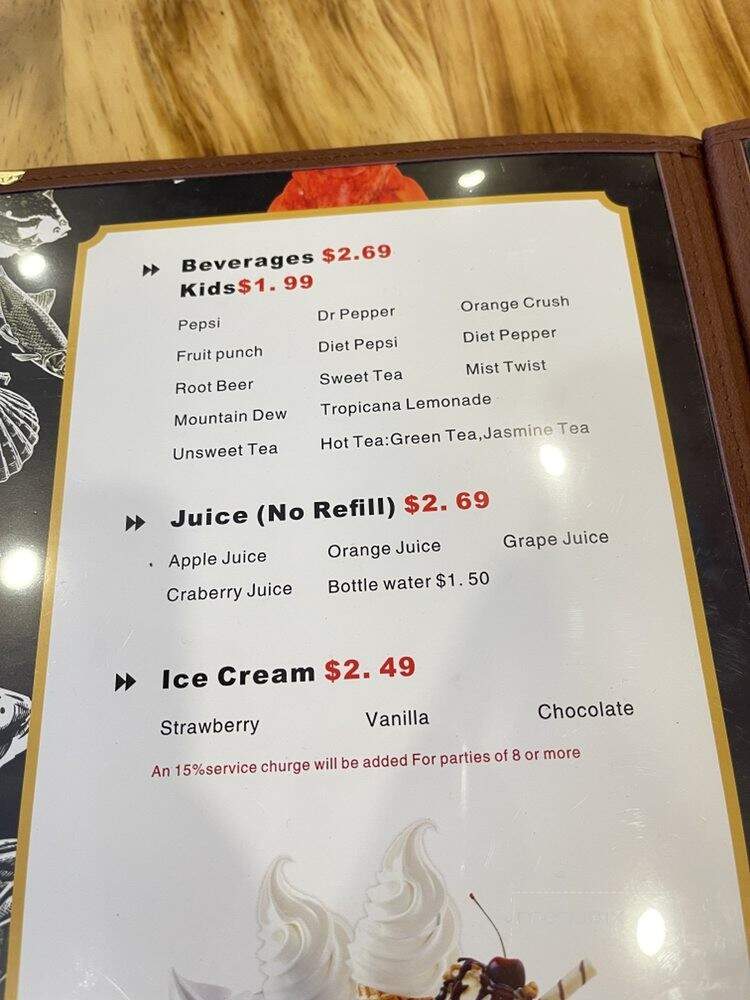 Beverages $2.69
Kids$1. 99
Pepsi Dr Pepper Orange Crush
Fruit punch Diet Pepsi Diet Pepper
Root Beer Sweet Tea Mist Twist
Mountain Dew Tropicana Lemonade
Unsweet Tea Hot Tea:Green Tea,Jasmine Tea
Juice (No Refill) $2. 69
Apple Juice Orange Juice Grape Juice
Craberry Juice Bottle water $1. 50
Ice Cream $2. 49
Strawberry Vanilla Chocolate
An 15%service churge will be added For parties of 8 or more